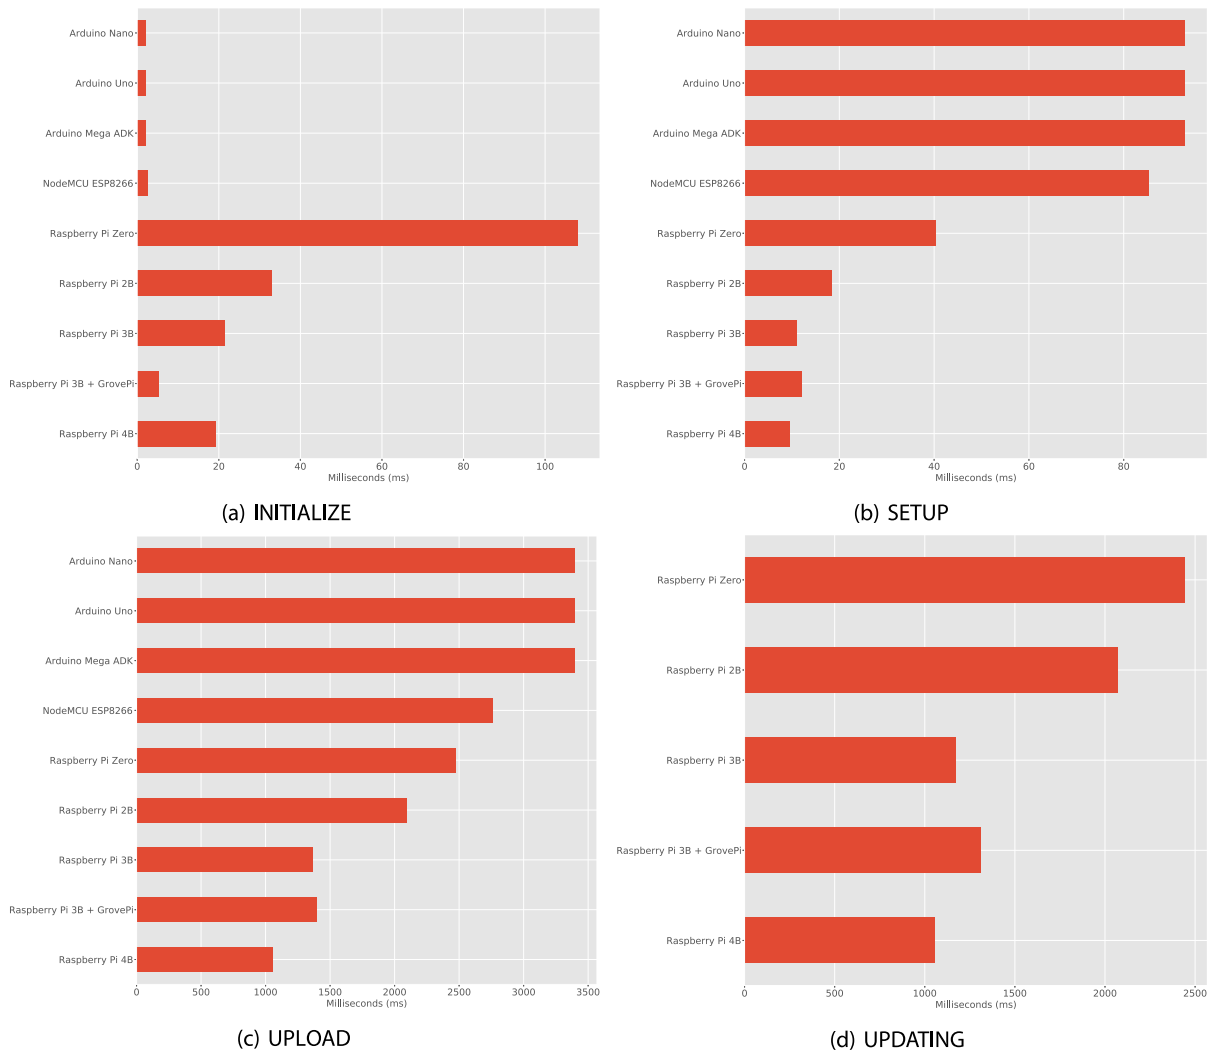 Arduino Nano
Arduino Uno
Arduino Mega ADK
NodeMCU ESP8266
Raspberry Pi Zero
Raspberry Pi 2B
Raspberry Pi 3B
Raspberry Pi 3B + GrovePi
Raspberry Pi 4B
0 20 40 60 80 100
Milliseconds (ms)
(a) INITIALIZE
Arduino Nano
Arduino Uno
Arduino Mega ADK
NodeMCU ESP8266
Raspberry Pi Zero
Raspberry Pi 2B
Raspberry Pi 3B
Raspberry Pi 3B + GrovePi
Raspberry Pi 4B
0 20 40 60 80
Milliseconds (ms)
(b) SETUP
Arduino Nano
Arduino Uno
Arduino Mega ADK
NodeMCU ESP8266
Raspberry Pi Zero
Raspberry Pi 2B
Raspberry Pi 3B
Raspberry Pi 3B + GrovePi
Raspberry Pi 4B
0 500 1000 1500 2000 2500 3000 3500
Milliseconds (ms)
(c) UPLOAD
Raspberry Pi Zero
Raspberry Pi 2B
Raspberry Pi 3B
Raspberry Pi 3B + GrovePi
Raspberry Pi 4B
0 500 1000 1500 2000 2500
Milliseconds (ms)
(d) UPDATING